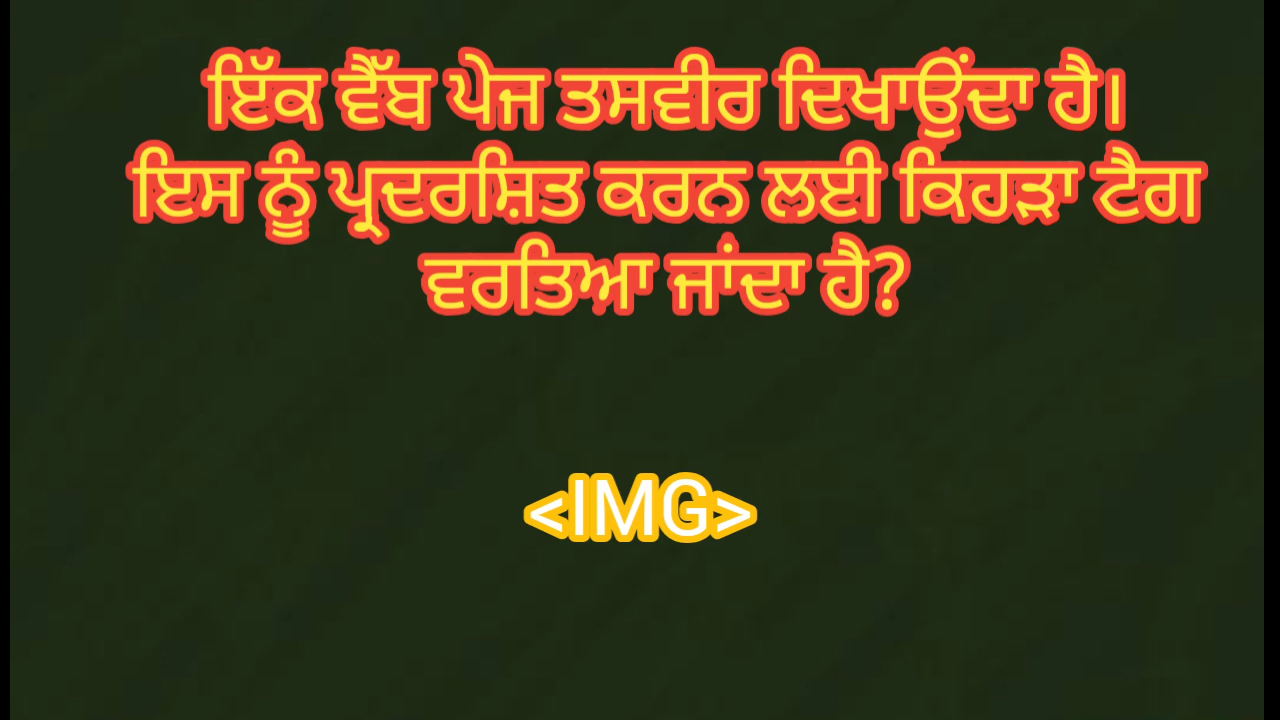 ਇੱਕ ਵੈੱਬ ਪੇਜ ਤਸਵੀਰ ਦਿਖਾਉਂਦਾ ਹੈ।
ਇਸ ਨੂੰ ਪ੍ਰਦਰਸ਼ਿਤ ਕਰਨ ਲਈ ਕਿਹੜਾ ਟੈਗ
ਵਰਤਿਆ ਜਾਂਦਾ ਹੈ?
<IMG>